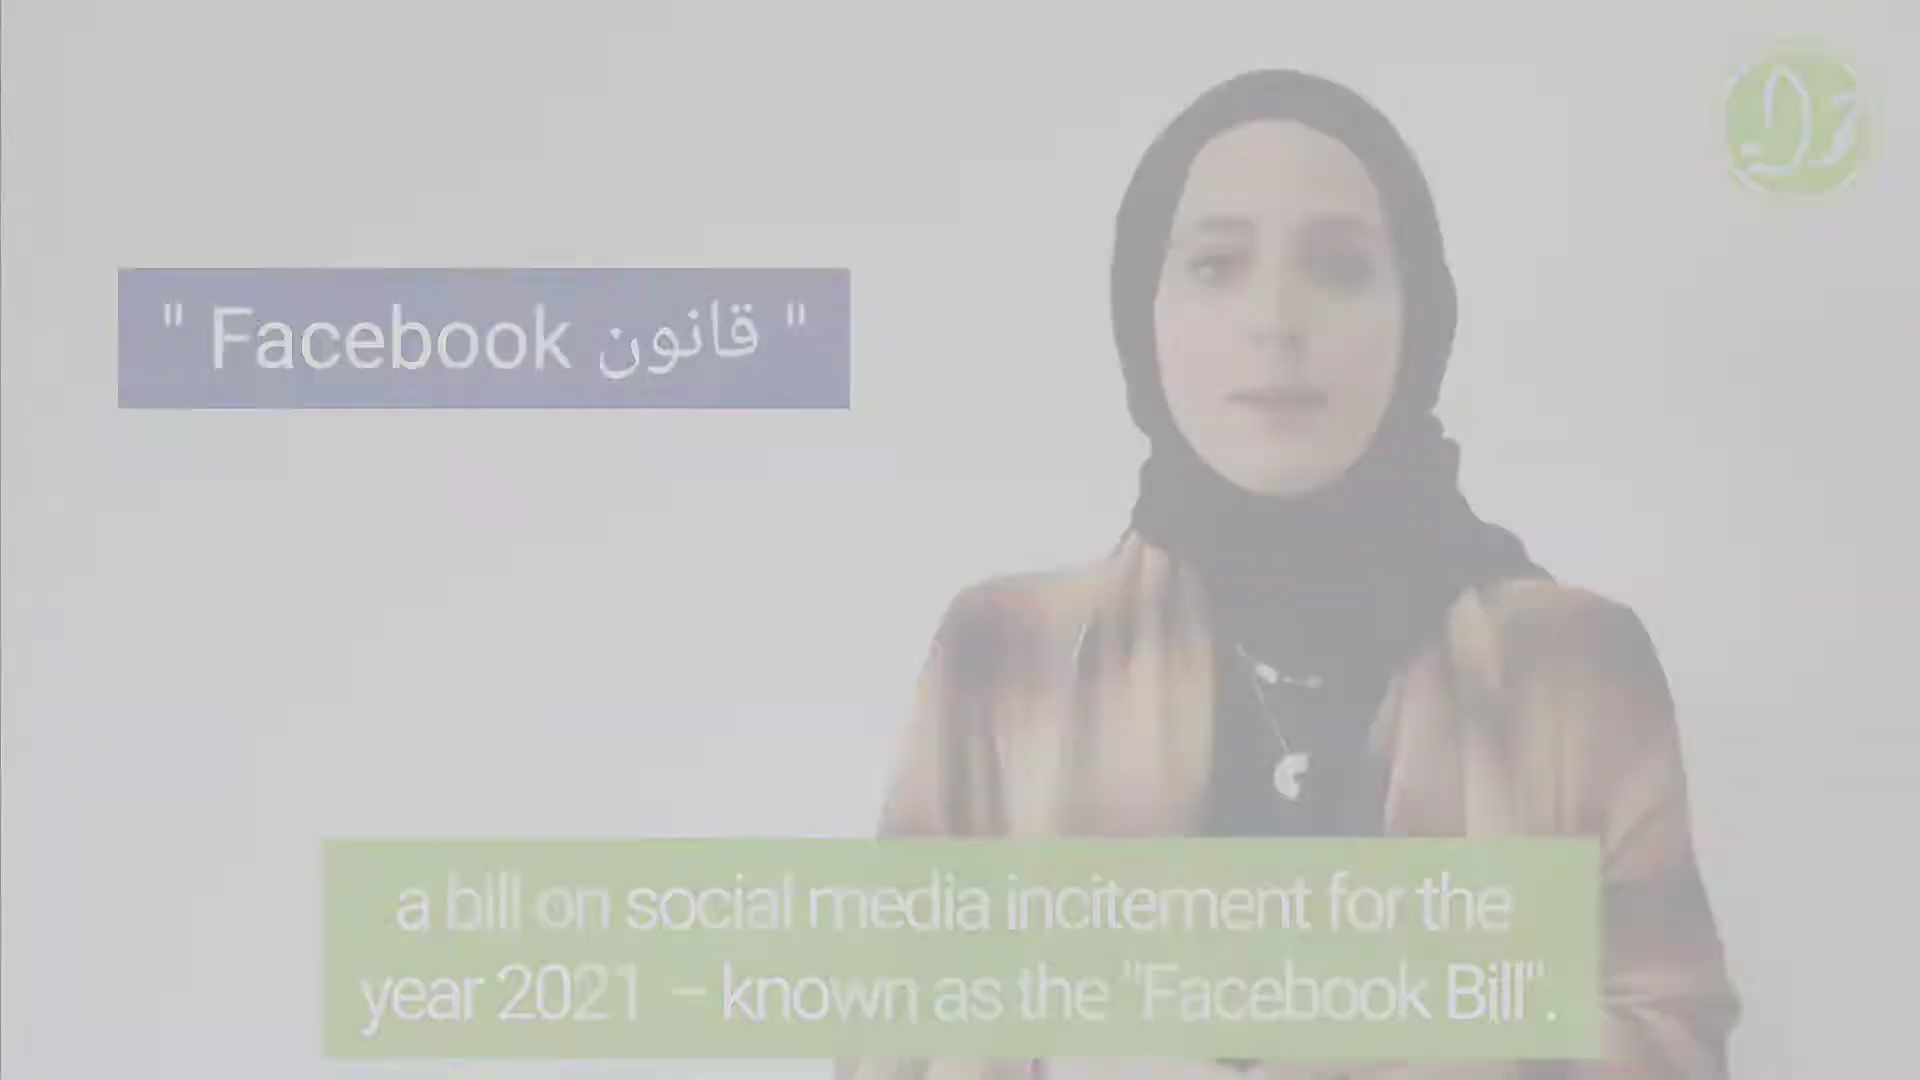 " قانون Facebook "
a bill on social media incitement for the
year 2021 – known as the "Facebook Bill".